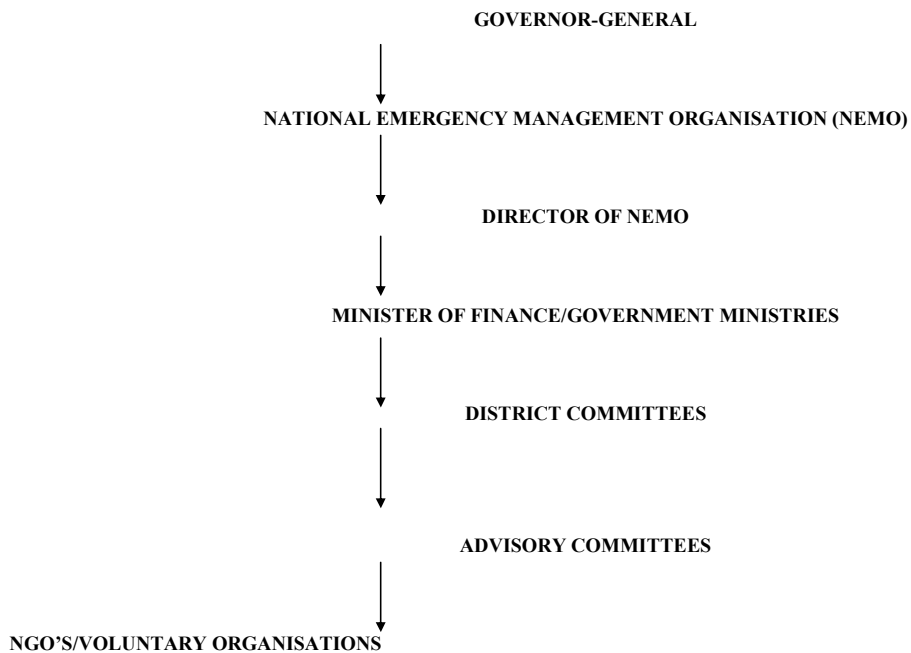 GOVERNOR-GENERAL
NATIONAL EMERGENCY MANAGEMENT ORGANISATION (NEMO)
DIRECTOR OF NEMO
MINISTER OF FINANCE/GOVERNMENT MINISTRIES
DISTRICT COMMITTEES
ADVISORY COMMITTEES
NGO’S/VOLUNTARY ORGANISATIONS